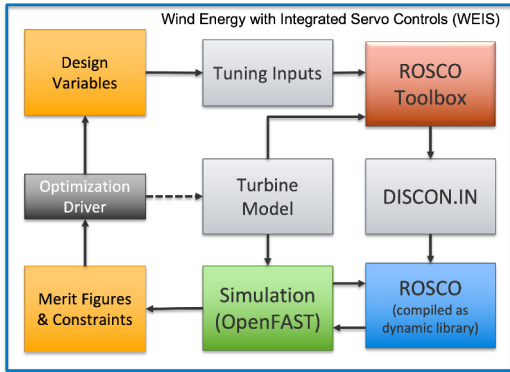 Wind Energy with Integrated Servo Controls (WEIS)
Design
Variables
Tuning Inputs
ROSCO
Toolbox
Optimization
Driver
Turbine
Model
DISCON.IN
Merit Figures
& Constraints
Simulation
(OpenFAST)
ROSCO
(compiled as
dynamic library)